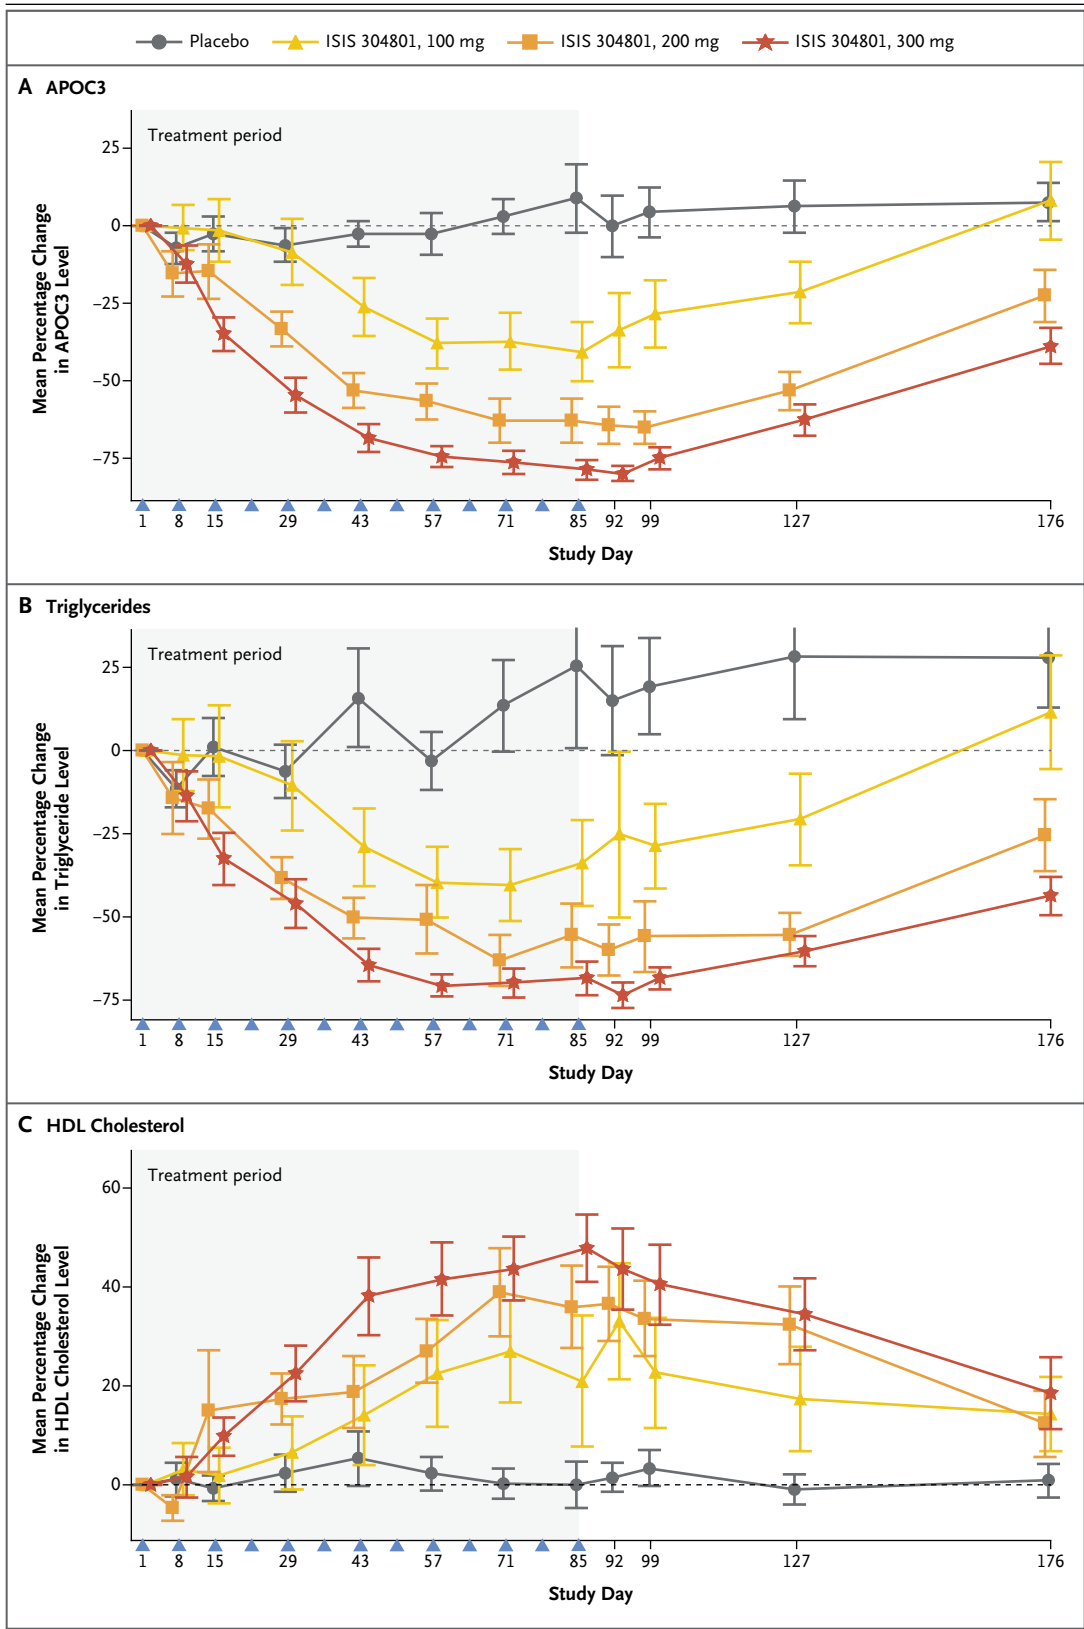 Placebo ISIS 304801, 100 mg ISIS 304801, 200 mg ISIS 304801, 300 mg
A APOC3
Treatment period
Mean Percentage Change
in APOC3 Level
25
0
−25
−50
−75
1 8 15 29 43 57 71 85 92 99 127 176
Study Day
B Triglycerides
Treatment period
Mean Percentage Change
in Triglyceride Level
25
0
−25
−50
−75
1 8 15 29 43 57 71 85 92 99 127 176
Study Day
C HDL Cholesterol
Treatment period
Mean Percentage Change
in HDL Cholesterol Level
60
40
20
0
1 8 15 29 43 57 71 85 92 99 127 176
Study Day